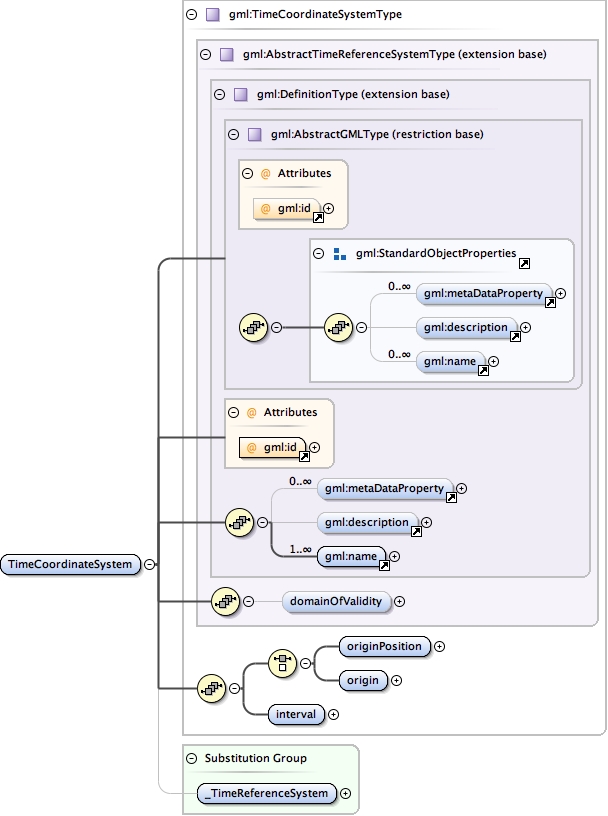 gml:TimeCoordinateSystemType
gml:AbstractTimeReferenceSystemType (extension base)
gml:DefinitionType (extension base)
gml:AbstractGMLType (restriction base)
@ Attributes
@ gml:id
gml:StandardObjectProperties
0..∞
gml:metaDataProperty
gml:description
0..∞
gml:name
@ Attributes
@ gml:id
0..∞
gml:metaDataProperty
gml:description
1..∞
gml:name
TimeCoordinateSystem
domainOfValidity
originPosition
origin
interval
Substitution Group
_TimeReferenceSystem